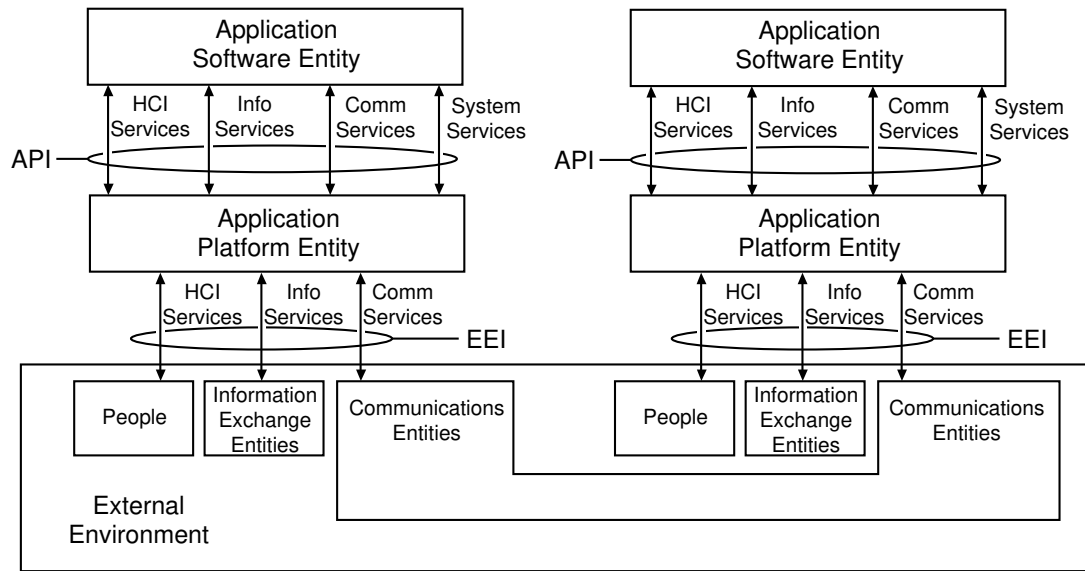 Application
Software Entity
HCI
Services
Info
Services
Comm
Services
System
Services
API
Application
Platform Entity
HCI
Services
Info
Services
Comm
Services
EEI
Application
Software Entity
HCI
Services
Info
Services
Comm
Services
System
Services
API
Application
Platform Entity
HCI
Services
Info
Services
Comm
Services
EEI
People
Information
Exchange
Entities
Communications
Entities
People
Information
Exchange
Entities
Communications
Entities
External
Environment